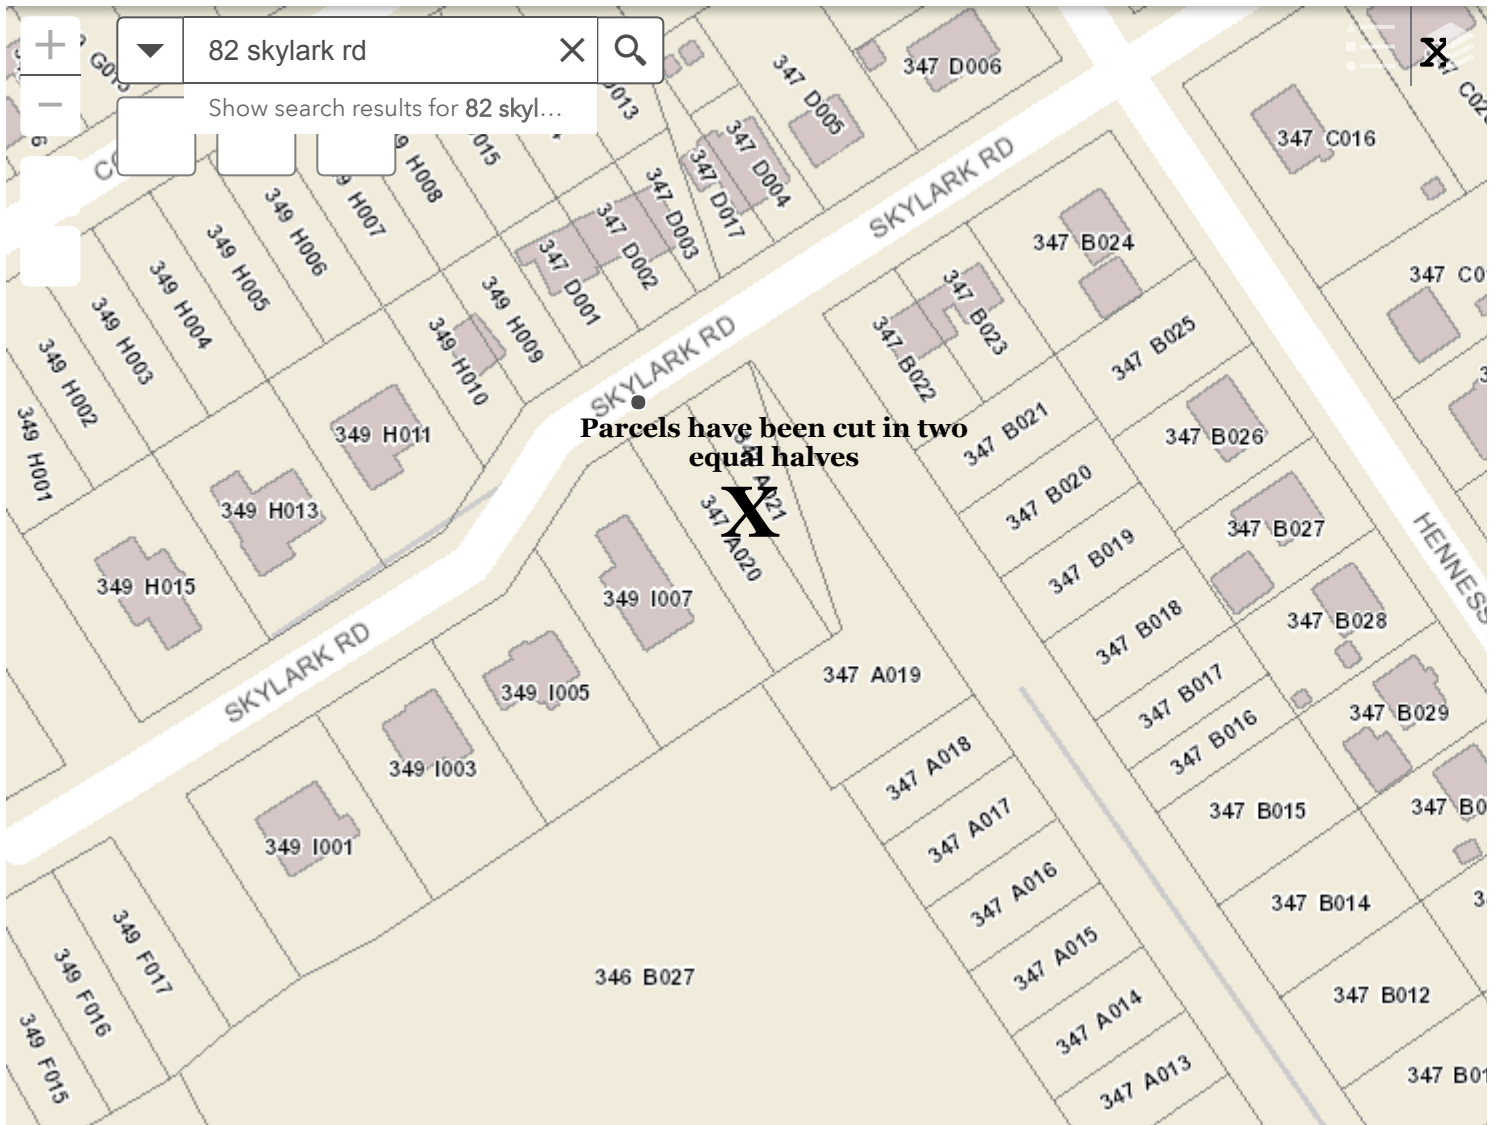 82 skylark rd
Show search results for 82 skyl…
347 D006
347 D005
347 D004
347 D017
347 D003
347 D002
347 D001
347 C016
SKYLARK RD
347 B024
347 B023
347 B022
347 B025
347 B021
347 B026
347 B020
347 B027
347 B019
347 B028
347 B018
347 B017
347 B029
347 B016
347 B015
347 B014
347 B012
349 H008
349 H007
349 H006
349 H005
349 H004
349 H003
349 H002
349 H001
349 H009
349 H010
349 H011
349 H013
349 H015
SKYLARK RD
Parcels have been cut in two
equal halves
X
X
347 A021
347 A020
349 I007
349 I005
349 I003
349 I001
SKYLARK RD
347 A019
347 A018
347 A017
347 A016
347 A015
347 A014
347 A013
346 B027
349 F017
349 F016
349 F015
HENNESS